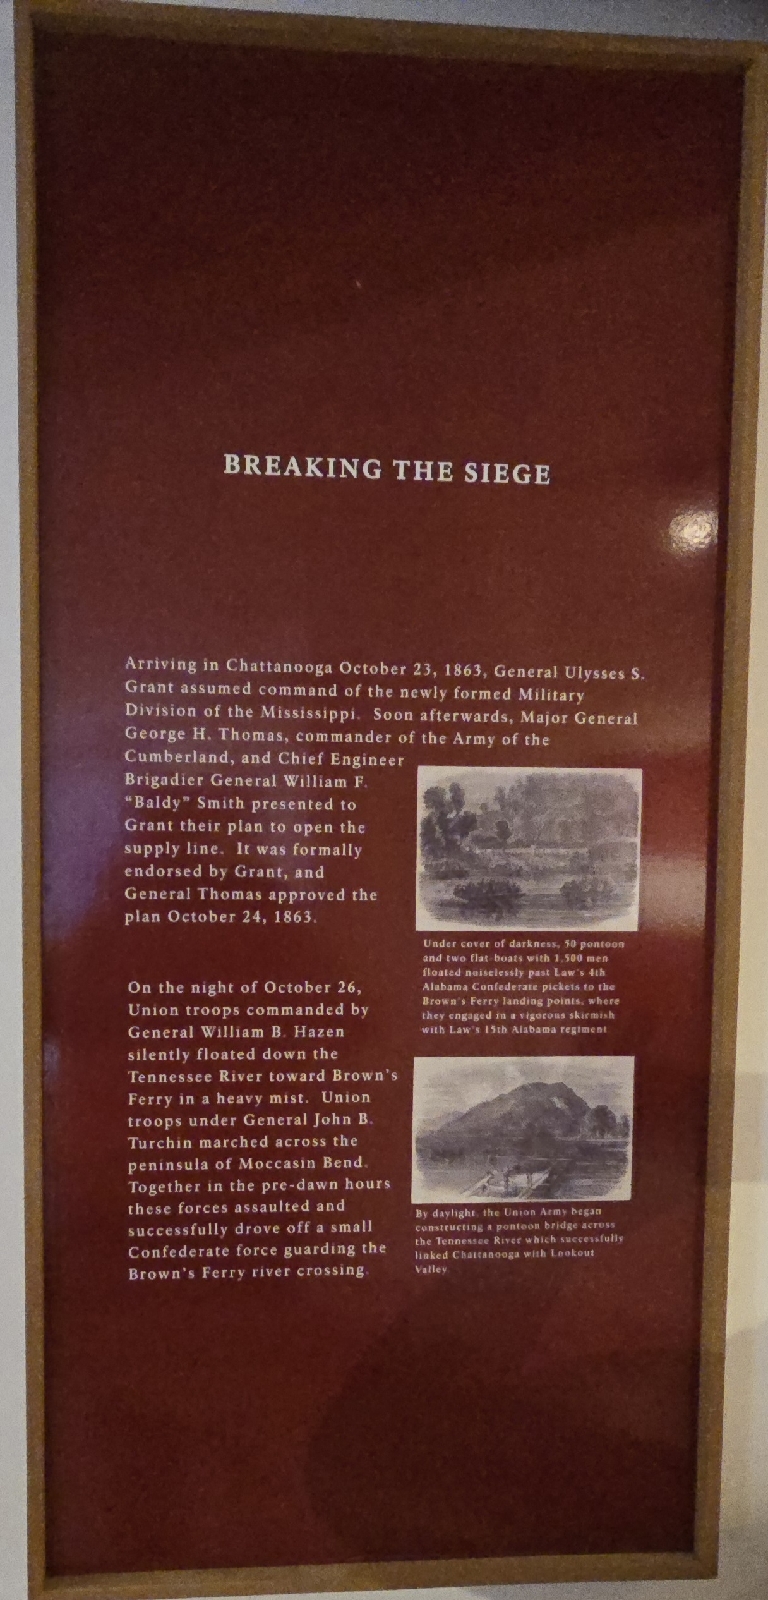 BREAKING THE SIEGE
Arriving in Chattanooga October 23, 1863, General Ulysses S.
Grant assumed command of the newly formed Military
Division of the Mississippi. Soon afterwards, Major General
George H. Thomas, commander of the Army of the
Cumberland, and Chief Engineer
Brigadier General William F.
“Baldy” Smith presented to
Grant their plan to open the
supply line. It was formally
endorsed by Grant, and
General Thomas approved the
plan October 24, 1863.
On the night of October 26,
Union troops commanded by
General William B. Hazen
silently floated down the
Tennessee River toward Brown's
Ferry in a heavy mist. Union
troops under General John B.
Turchin marched across the
peninsula of Moccasin Bend.
Together in the pre-dawn hours
these forces assaulted and
successfully drove off a small
Confederate force guarding the
Brown's Ferry river crossing.
Under cover of darkness, 50 pontoon
and two flat-boats with 1,500 men
floated noiselessly past Law's 4th
Alabama Confederate pickets to the
Brown's Ferry landing points, where
they engaged in a vigorous skirmish
with Law's 15th Alabama regiment
By daylight, the Union Army began
constructing a pontoon bridge across
the Tennessee River which successfully
linked Chattanooga with Lookout
Valley.